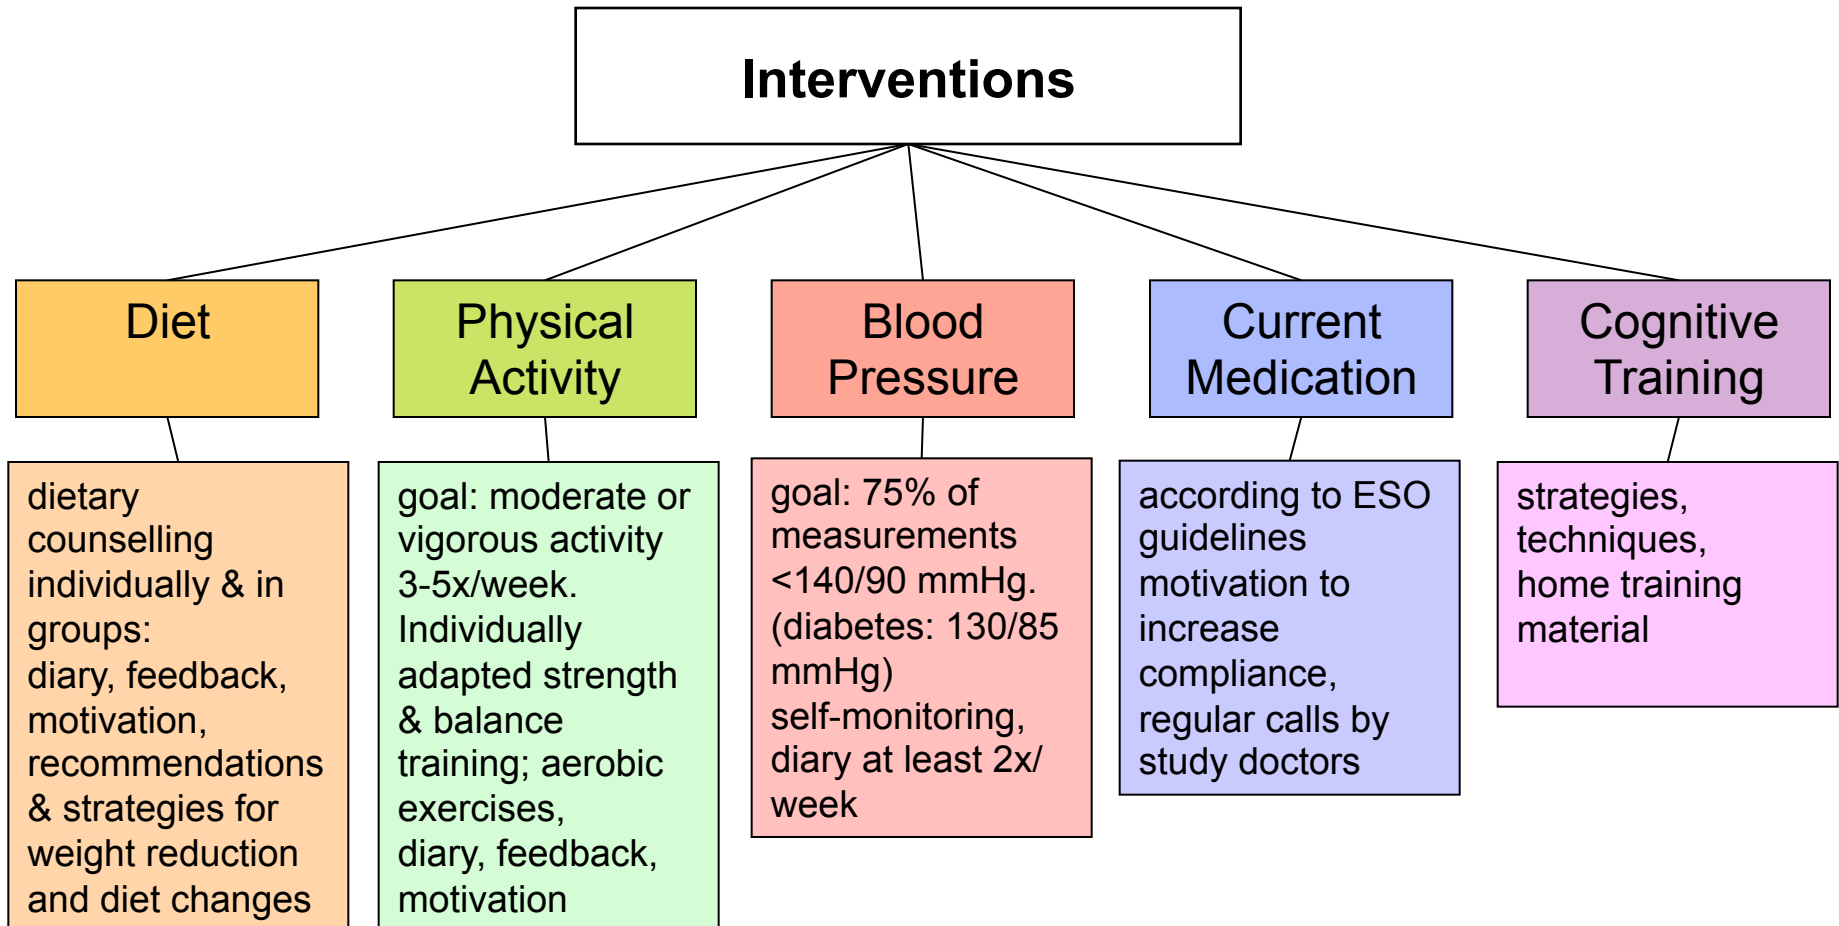 Interventions
Diet
dietary
counselling
individually & in
groups:
diary, feedback,
motivation,
recommendations
& strategies for
weight reduction
and diet changes
Physical
Activity
goal: moderate or
vigorous activity
3-5x/week.
Individually
adapted strength
& balance
training; aerobic
exercises,
diary, feedback,
motivation
Blood
Pressure
goal: 75% of
measurements
<140/90 mmHg.
(diabetes: 130/85
mmHg)
self-monitoring,
diary at least 2x/
week
Current
Medication
according to ESO
guidelines
motivation to
increase
compliance,
regular calls by
study doctors
Cognitive
Training
strategies,
techniques,
home training
material